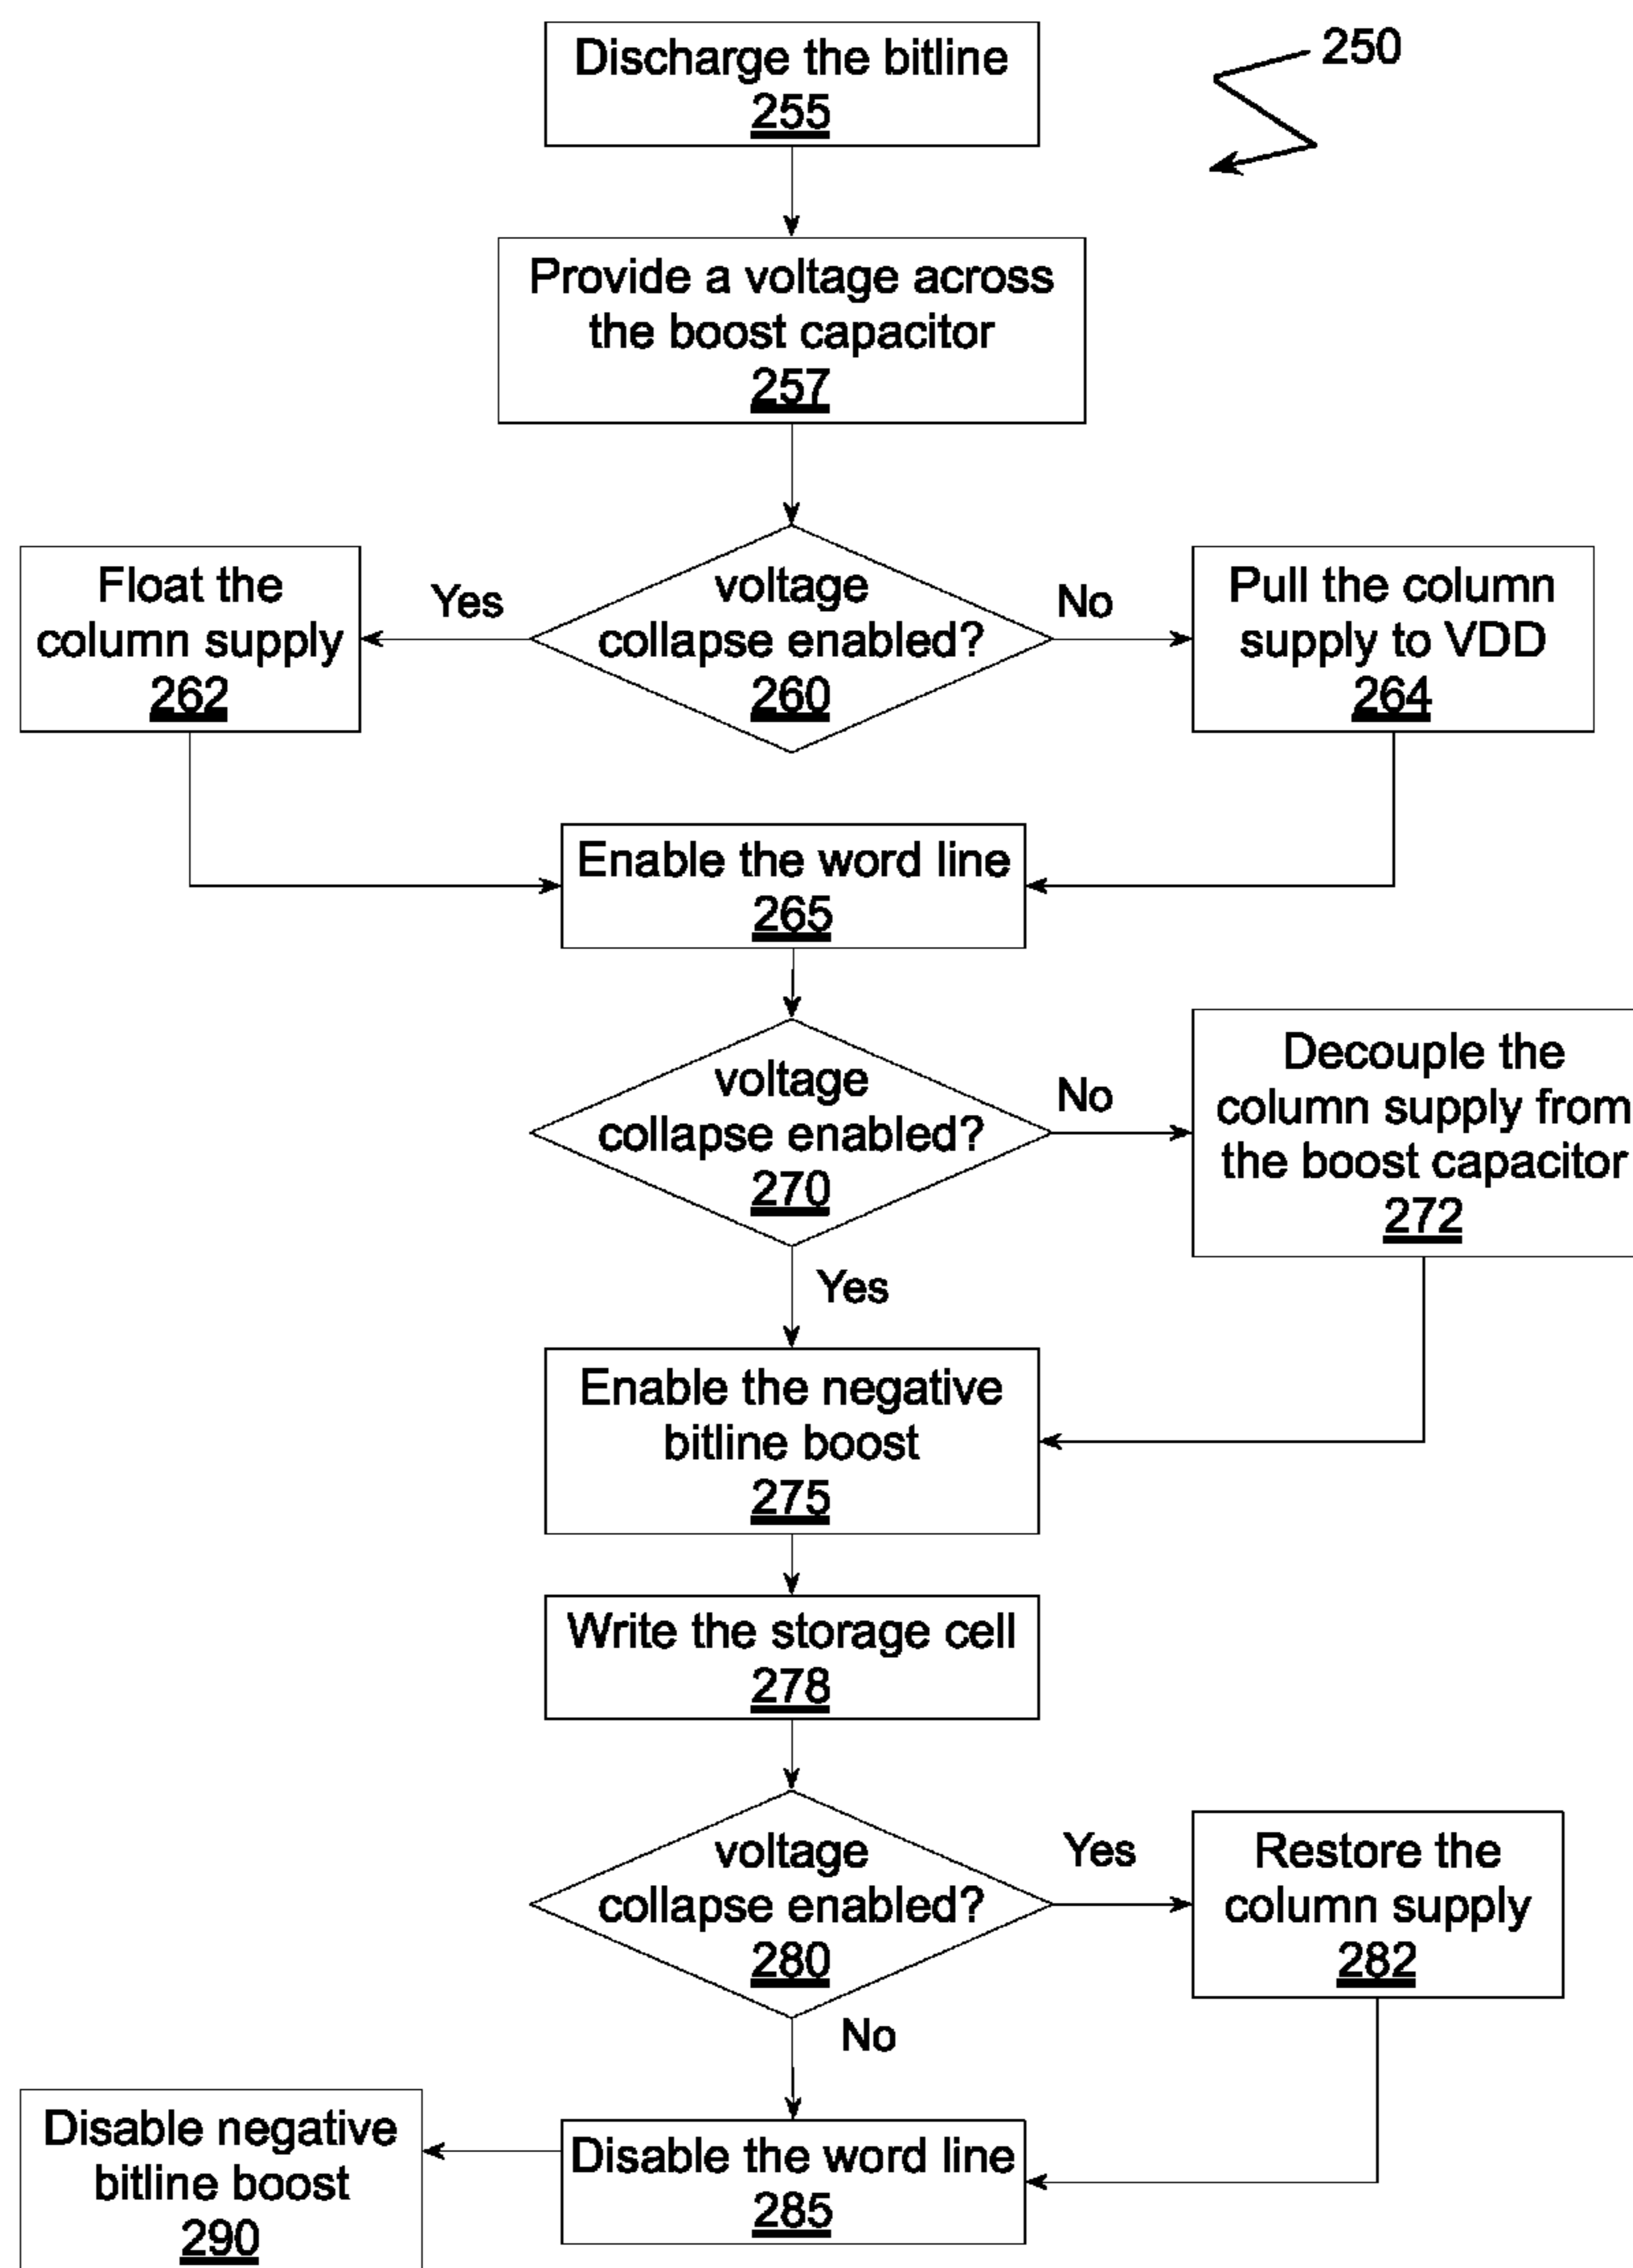 Discharge the bitline
255
250
Provide a voltage across
the boost capacitor
257
Float the
column supply
262
Yes
voltage
collapse enabled?
260
No
Pull the column
supply to VDD
264
Enable the word line
265
voltage
collapse enabled?
270
No
Decouple the
column supply from
the boost capacitor
272
Yes
Enable the negative
bitline boost
275
Write the storage cell
278
voltage
collapse enabled?
280
Yes
Restore the
column supply
282
No
Disable negative
bitline boost
290
Disable the word line
285